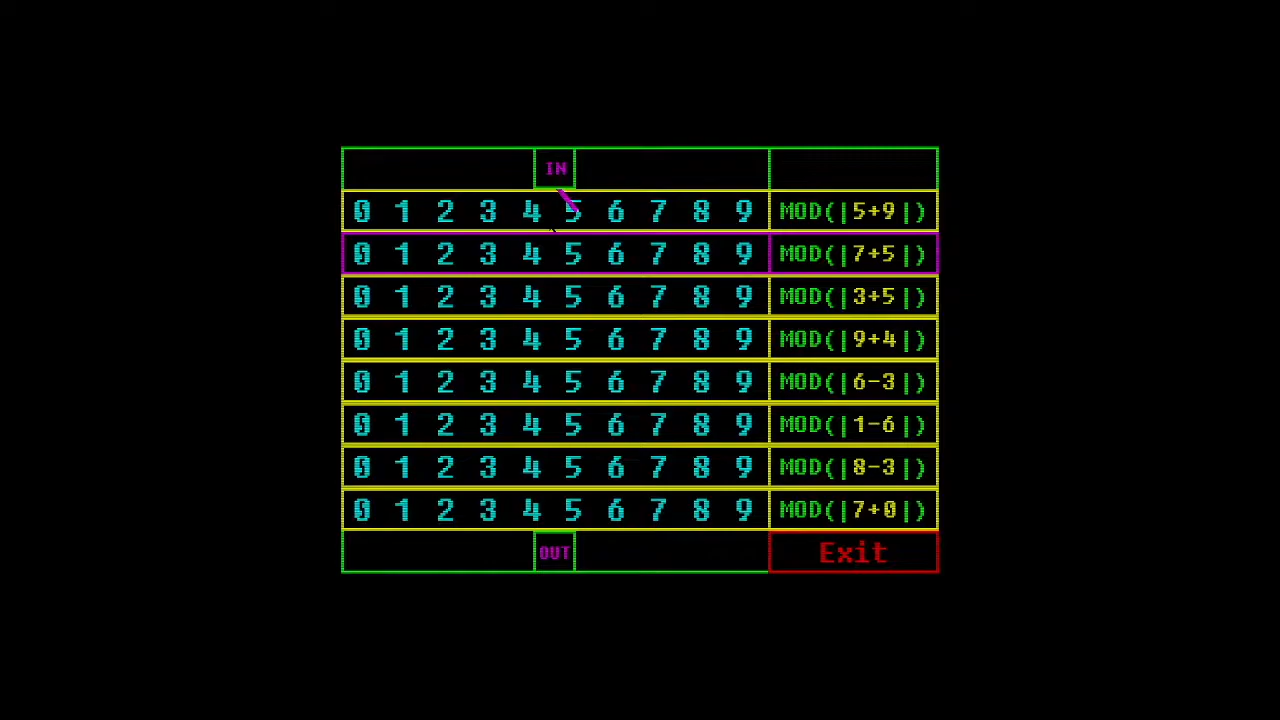 IN
0 1 2 3 4 5 6 7 8 9 MOD(|5+9|)
0 1 2 3 4 5 6 7 8 9 MOD(|7+5|)
0 1 2 3 4 5 6 7 8 9 MOD(|3+5|)
0 1 2 3 4 5 6 7 8 9 MOD(|9+4|)
0 1 2 3 4 5 6 7 8 9 MOD(|6-3|)
0 1 2 3 4 5 6 7 8 9 MOD(|1-6|)
0 1 2 3 4 5 6 7 8 9 MOD(|8-3|)
0 1 2 3 4 5 6 7 8 9 MOD(|7+0|)
OUT Exit